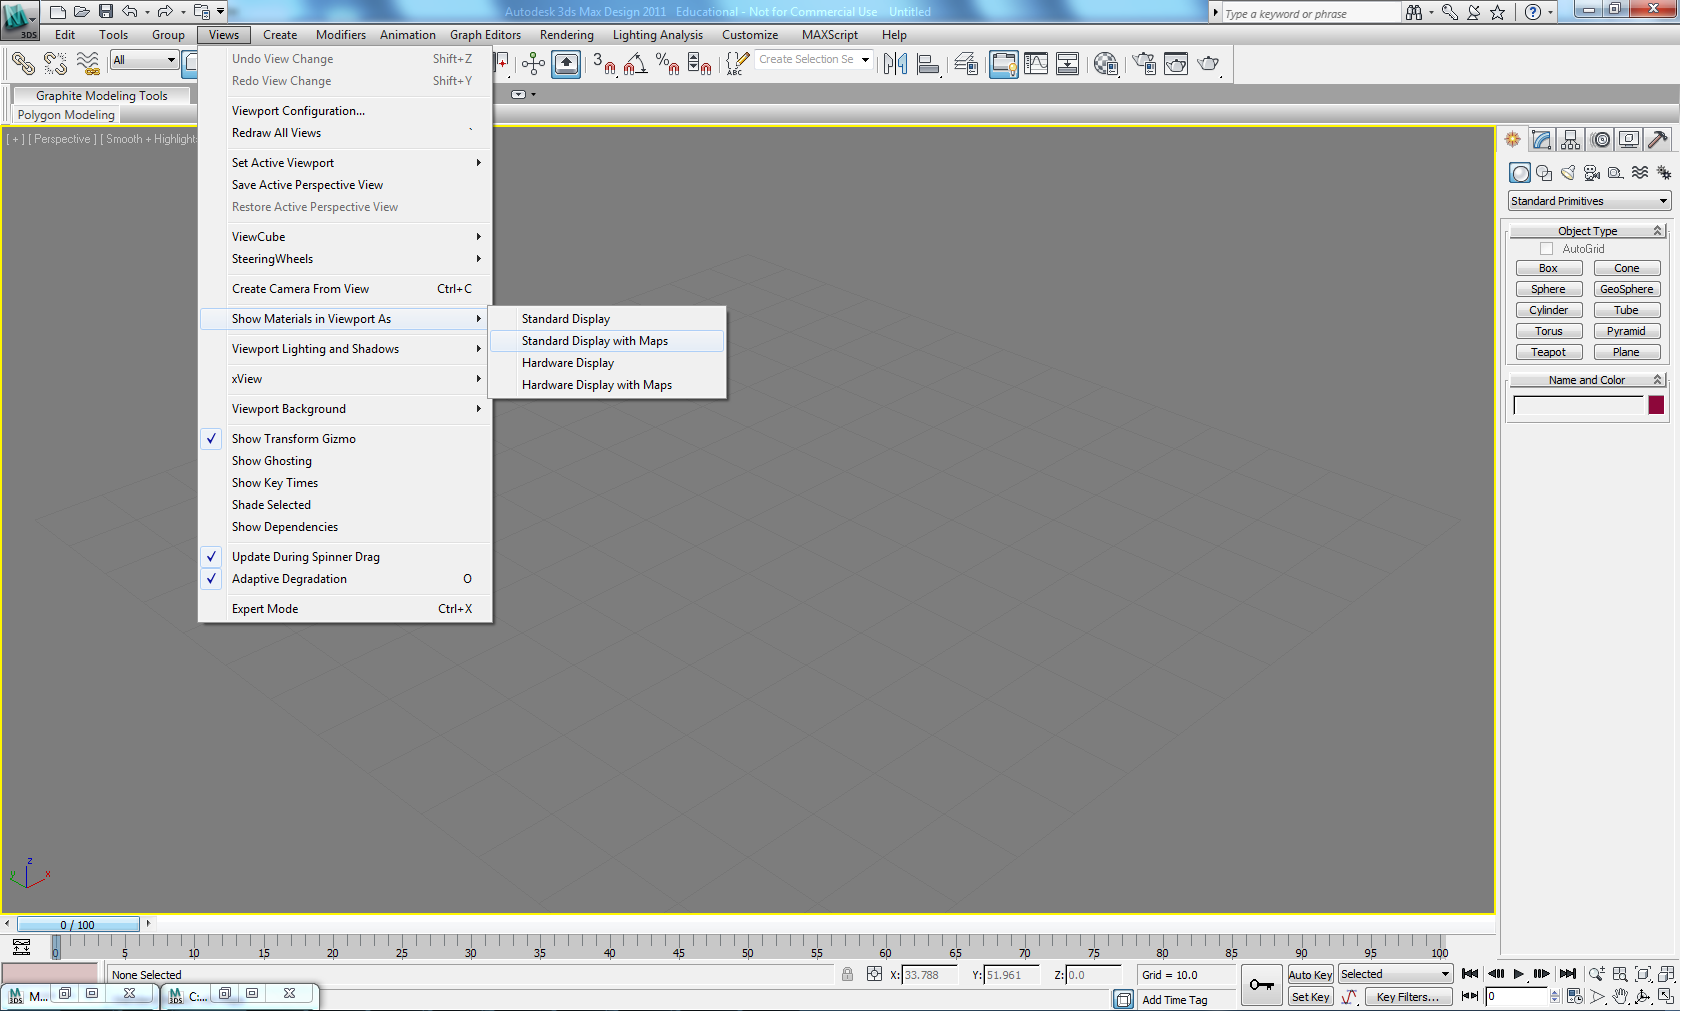 Autodesk 3ds Max Design 2011 Educational - Not for Commercial Use Untitled
Type a keyword or phrase
3DS
Edit Tools Group Views Create Modifiers Animation Graph Editors Rendering Lighting Analysis Customize MAXScript Help
All
3
%
ABC
Create Selection Se
Graphite Modeling Tools
Polygon Modeling
[ + ] [ Perspective ] [ Smooth + Highlight
Undo View Change Shift+Z
Redo View Change Shift+Y
Viewport Configuration...
Redraw All Views `
Set Active Viewport
Save Active Perspective View
Restore Active Perspective View
ViewCube
SteeringWheels
Create Camera From View Ctrl+C
Show Materials in Viewport As
Viewport Lighting and Shadows
xView
Viewport Background
Show Transform Gizmo
Show Ghosting
Show Key Times
Shade Selected
Show Dependencies
Update During Spinner Drag
Adaptive Degradation O
Expert Mode Ctrl+X
Standard Display
Standard Display with Maps
Hardware Display
Hardware Display with Maps
Standard Primitives
Object Type
AutoGrid
Box Cone
Sphere GeoSphere
Cylinder Tube
Torus Pyramid
Teapot Plane
Name and Color
z
y x
0 / 100
0 5 10 15 20 25 30 35 40 45 50 55 60 65 70 75 80 85 90 95 100
None Selected X: 33.788 Y: 51.961 Z: 0.0 Grid = 10.0 Auto Key Selected
M... C:... Add Time Tag Set Key Key Filters... 0